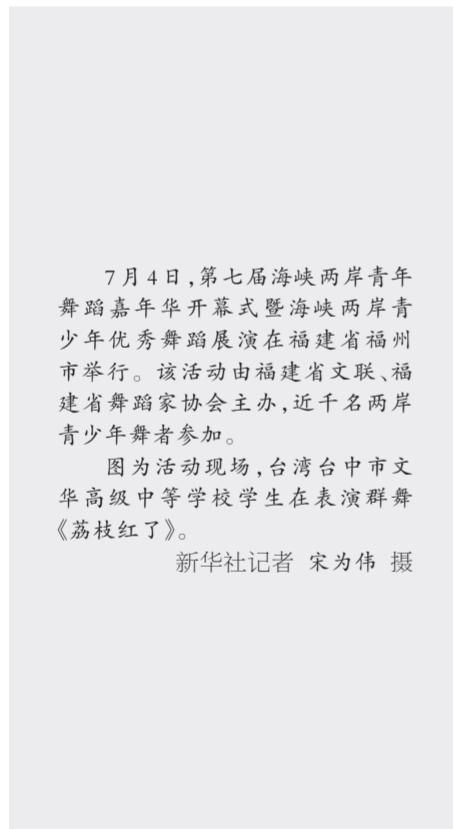 7月4日,第七届海峡两岸青年
舞蹈嘉年华开幕式暨海峡两岸青
少年优秀舞蹈展演在福建省福州
市举行。该活动由福建省文联、福
建省舞蹈家协会主办,近千名两岸
青少年舞者参加。
图为活动现场,台湾台中市文
华高级中等学校学生在表演群舞
《荔枝红了》。
新华社记者 宋为伟 摄